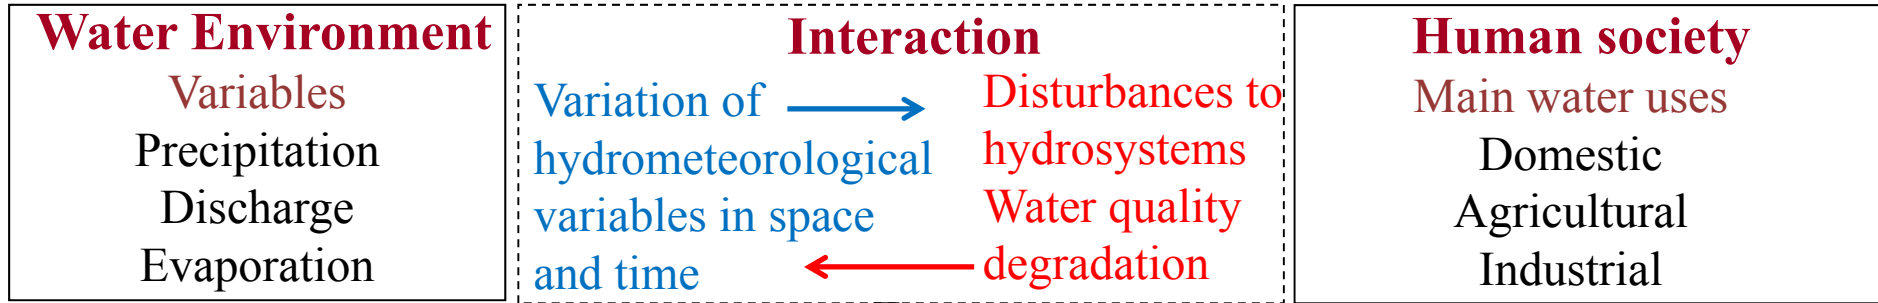 Water Environment
Variables
Precipitation
Discharge
Evaporation
Interaction
Variation of
hydrometeorological
variables in space
and time
Disturbances to
hydrosystems
Water quality
degradation
Human society
Main water uses
Domestic
Agricultural
Industrial